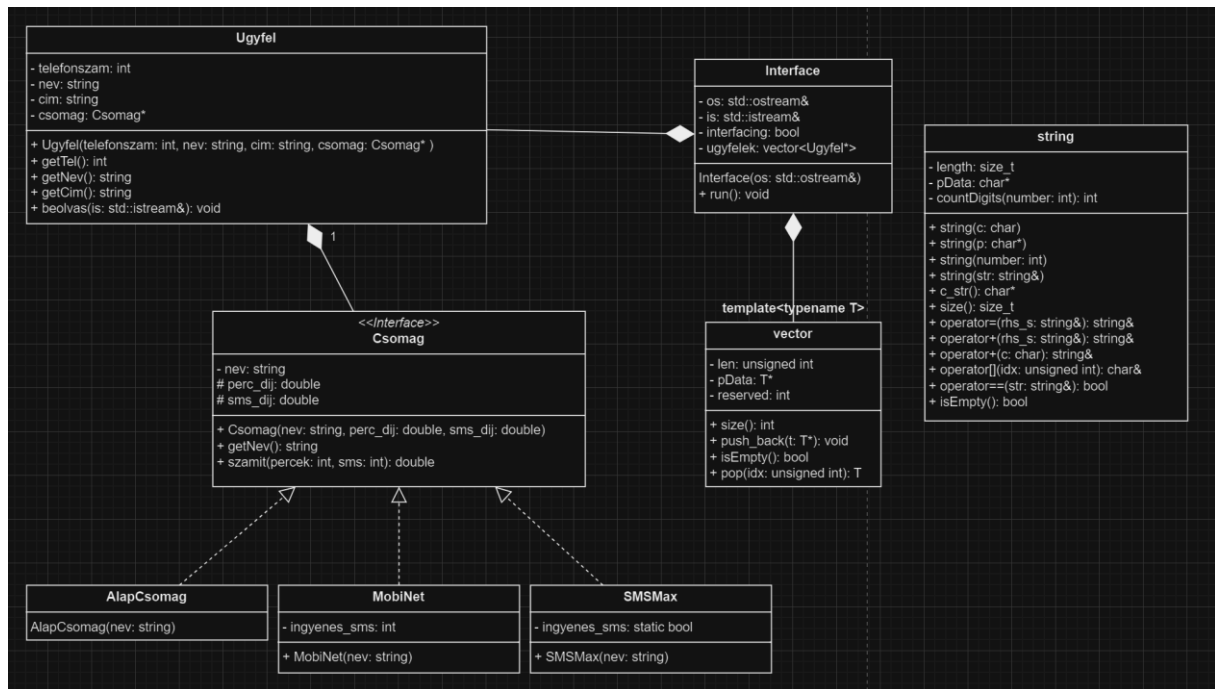 Ugyfel
- telefonszam: int
- nev: string
- cim: string
- csomag: Csomag*
+ Ugyfel(telefonszam: int, nev: string, cim: string, csomag: Csomag* )
+ getTel(): int
+ getNev(): string
+ getCim(): string
+ beolvas(is: std::istream&): void
1
Interface
- os: std::ostream&
- is: std::istream&
- interfacing: bool
- ugyfelek: vector<Ugyfel*>
Interface(os: std::ostream&)
+ run(): void
string
- length: size_t
- pData: char*
- countDigits(number: int): int
+ string(c: char)
+ string(p: char*)
+ string(number: int)
+ string(str: string&)
+ c_str(): char*
+ size(): size_t
+ operator=(rhs_s: string&): string&
+ operator+(rhs_s: string&): string&
+ operator+(c: char): string&
+ operator[](idx: unsigned int): char&
+ operator==(str: string&): bool
+ isEmpty(): bool
<<Interface>>
Csomag
- nev: string
# perc_dij: double
# sms_dij: double
+ Csomag(nev: string, perc_dij: double, sms_dij: double)
+ getNev(): string
+ szamit(percek: int, sms: int): double
template<typename T>
vector
- len: unsigned int
- pData: T*
- reserved: int
+ size(): int
+ push_back(t: T*): void
+ isEmpty(): bool
+ pop(idx: unsigned int): T
AlapCsomag
AlapCsomag(nev: string)
MobiNet
- ingyenes_sms: int
+ MobiNet(nev: string)
SMSMax
- ingyenes_sms: static bool
+ SMSMax(nev: string)